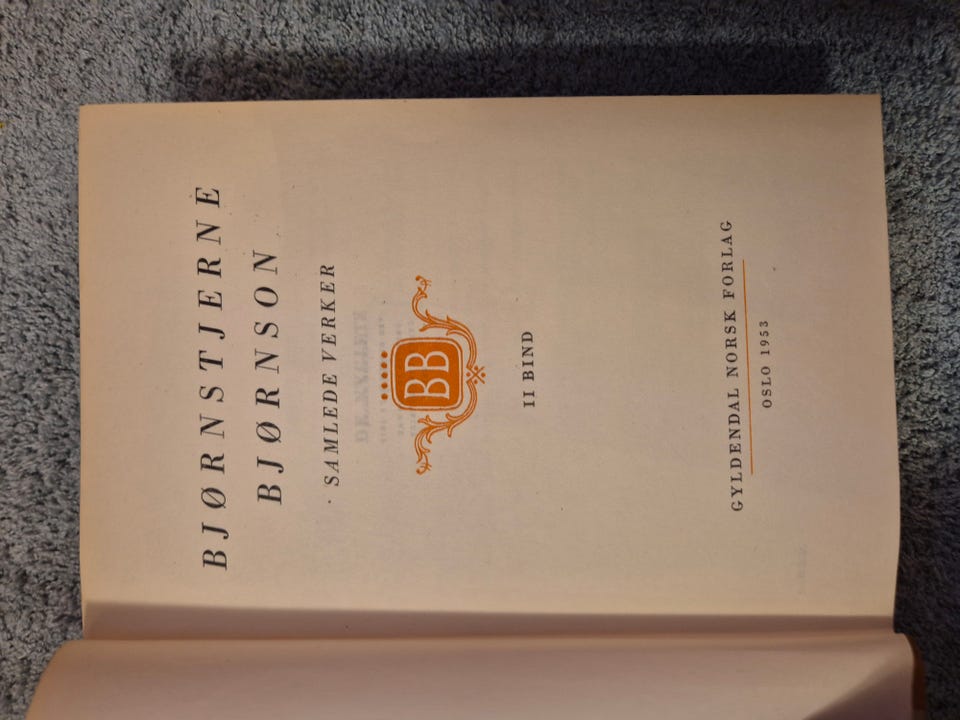 BJØRNSTJERNE
BJØRNSON
SAMLEDE VERKER
BB
II BIND
GYLDENDAL NORSK FORLAG
OSLO 1953